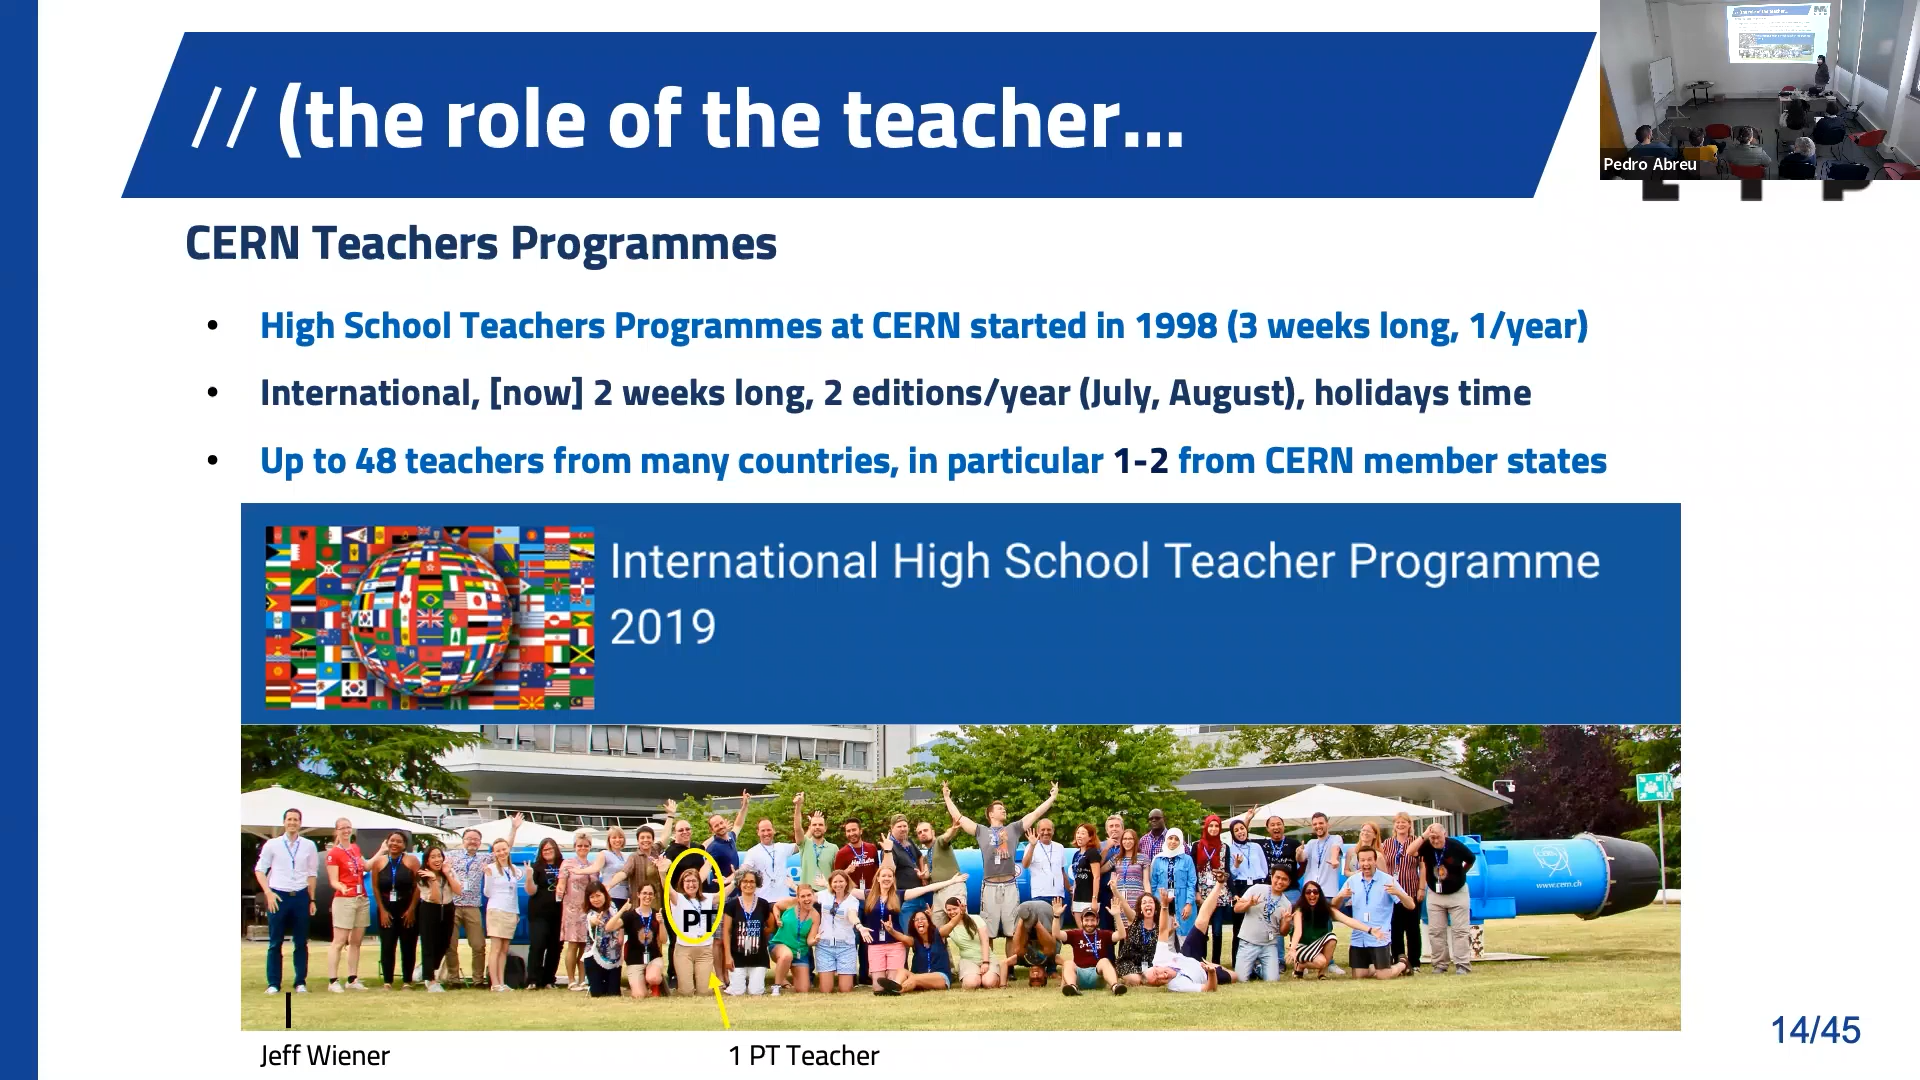 // (the role of the teacher...
Pedro Abreu
CERN Teachers Programmes
• High School Teachers Programmes at CERN started in 1998 (3 weeks long, 1/year)
• International, [now] 2 weeks long, 2 editions/year (July, August), holidays time
• Up to 48 teachers from many countries, in particular 1-2 from CERN member states
International High School Teacher Programme
2019
PT
www.cern.ch
Jeff Wiener
1 PT Teacher
14/45